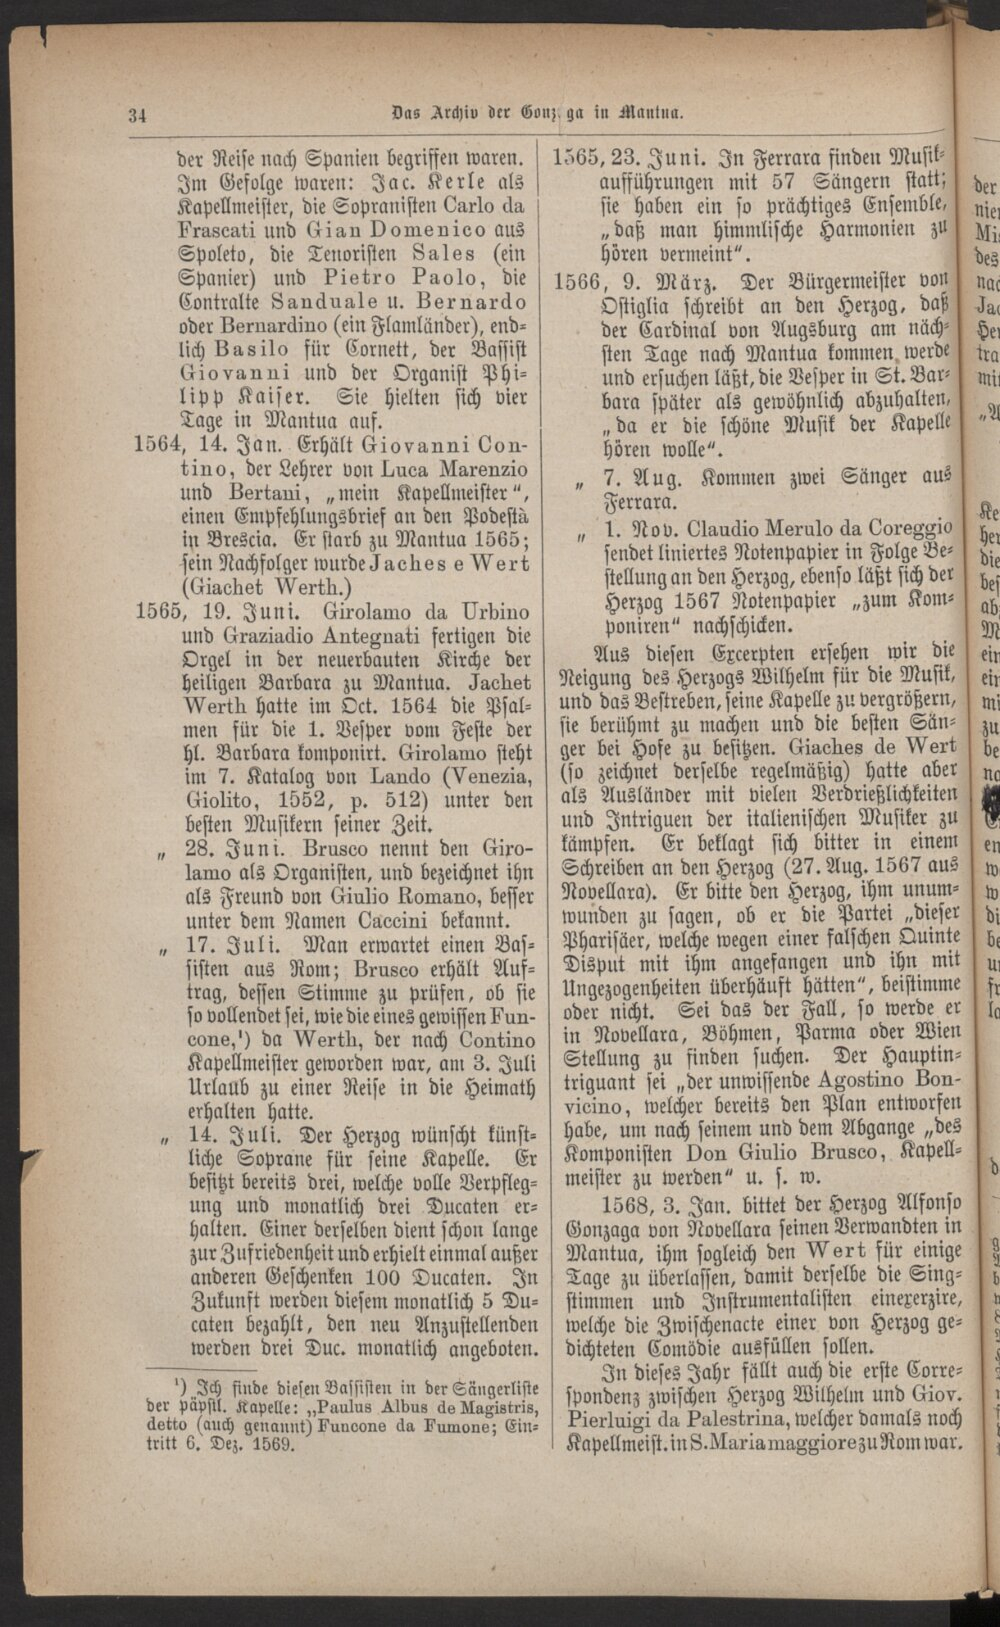 34
Das Archiv der Gonz ga in Mantua.
der Reise nach Spanien begriffen waren.
Im Gefolge waren: Jac. Kerle als
Kapellmeister, die Sopranisten Carlo da
Frascati und Gian Domenico aus
Spoleto, die Tenoristen Sales (ein
Spanier) und Pietro Paolo, die
Contralte Sanduale u. Bernardo
oder Bernardino (ein Flamländer), end-
lich Basilo für Cornett, der Bassist
Giovanni und der Organist Phi-
lipp Kaiser. Sie hielten sich vier
Tage in Mantua auf.
1564, 14. Jan. Erhält Giovanni Con-
tino, der Lehrer von Luca Marenzio
und Bertani, „mein Kapellmeister",
einen Empfehlungsbrief an den Podestà
in Brescia. Er starb zu Mantua 1565;
sein Nachfolger wurde Jaches e Wert
(Giachet Werth.)
1565, 19. Juni. Girolamo da Urbino
und Graziadio Antegnati fertigen die
Orgel in der neuerbauten Kirche der
heiligen Barbara zu Mantua. Jachet
Werth hatte im Oct. 1564 die Psal-
men für die 1. Vesper vom Feste der
hl. Barbara komponirt. Girolamo steht
im 7. Katalog von Lando (Venezia,
Giolito, 1552, p. 512) unter den
besten Musikern seiner Zeit.
„ 28. Juni. Brusco nennt den Giro-
lamo als Organisten, und bezeichnet ihn
als Freund von Giulio Romano, besser
unter dem Namen Caccini bekannt.
„ 17. Juli. Man erwartet einen Bas-
sisten aus Rom; Brusco erhält Auf-
trag, dessen Stimme zu prüfen, ob sie
so vollendet sei, wie die eines gewissen Fun-
cone,¹) da Werth, der nach Contino
Kapellmeister geworden war, am 3. Juli
Urlaub zu einer Reise in die Heimath
erhalten hatte.
„ 14. Juli. Der Herzog wünscht künst-
liche Soprane für seine Kapelle. Er
besitzt bereits drei, welche volle Verpfleg-
ung und monatlich drei Ducaten er-
halten. Einer derselben dient schon lange
zur Zufriedenheit und erhielt einmal außer
anderen Geschenken 100 Ducaten. In
Zukunft werden diesem monatlich 5 Du-
caten bezahlt, den neu Anzustellenden
werden drei Duc. monatlich angeboten.
¹) Ich finde diesen Bassisten in der Sängerliste
der päpstl. Kapelle: „Paulus Albus de Magistris,
detto (auch genannt) Funcone da Fumone; Ein-
tritt 6. Dez. 1569.
1565, 23. Juni. In Ferrara finden Musik-
aufführungen mit 57 Sängern statt;
sie haben ein so prächtiges Ensemble,
„daß man himmlische Harmonien zu
hören vermeint".
1566, 9. März. Der Bürgermeister von
Ostiglia schreibt an den Herzog, daß
der Cardinal von Augsburg am näch-
sten Tage nach Mantua kommen werde
und ersuchen läßt, die Vesper in St. Bar-
bara später als gewöhnlich abzuhalten,
„da er die schöne Musik der Kapelle
hören wolle".
„ 7. Aug. Kommen zwei Sänger aus
Ferrara.
„ 1. Nov. Claudio Merulo da Coreggio
sendet liniertes Notenpapier in Folge Be-
stellung an den Herzog, ebenso läßt sich der
Herzog 1567 Notenpapier „zum Kom-
poniren" nachschicken.
Aus diesen Excerpten ersehen wir die
Neigung des Herzogs Wilhelm für die Musik,
und das Bestreben, seine Kapelle zu vergrößern,
sie berühmt zu machen und die besten Sän-
ger bei Hofe zu besitzen. Giaches de Wert
(so zeichnet derselbe regelmäßig) hatte aber
als Ausländer mit vielen Verdrießlichkeiten
und Intriguen der italienischen Musiker zu
kämpfen. Er beklagt sich bitter in einem
Schreiben an den Herzog (27. Aug. 1567 aus
Novellara). Er bitte den Herzog, ihm unum-
wunden zu sagen, ob er die Partei „dieser
Pharisäer, welche wegen einer falschen Quinte
Disput mit ihm angefangen und ihn mit
Ungezogenheiten überhäuft hätten", beistimme
oder nicht. Sei das der Fall, so werde er
in Novellara, Böhmen, Parma oder Wien
Stellung zu finden suchen. Der Hauptin-
triguant sei „der unwissende Agostino Bon-
vicino, welcher bereits den Plan entworfen
habe, um nach seinem und dem Abgange „des
Komponisten Don Giulio Brusco, Kapell-
meister zu werden" u. s. w.
1568, 3. Jan. bittet der Herzog Alfonso
Gonzaga von Novellara seinen Verwandten in
Mantua, ihm sogleich den Wert für einige
Tage zu überlassen, damit derselbe die Sing-
stimmen und Instrumentalisten einexerzire,
welche die Zwischenacte einer von Herzog ge-
dichteten Comödie ausfüllen sollen.
In dieses Jahr fällt auch die erste Corre-
spondenz zwischen Herzog Wilhelm und Giov.
Pierluigi da Palestrina, welcher damals noch
Kapellmeist. in S. Maria maggiore zu Rom war.